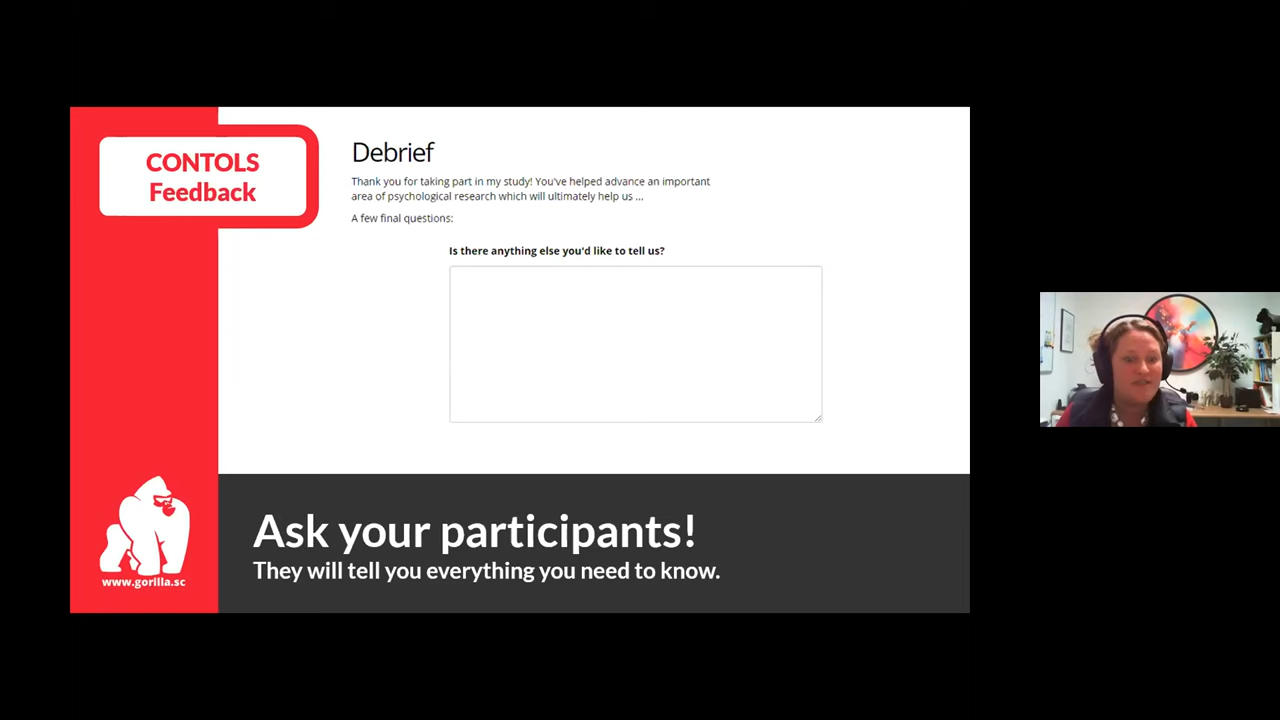 CONTOLS
Feedback
Debrief
Thank you for taking part in my study! You've helped advance an important
area of psychological research which will ultimately help us ...
A few final questions:
Is there anything else you'd like to tell us?
www.gorilla.sc
Ask your participants!
They will tell you everything you need to know.